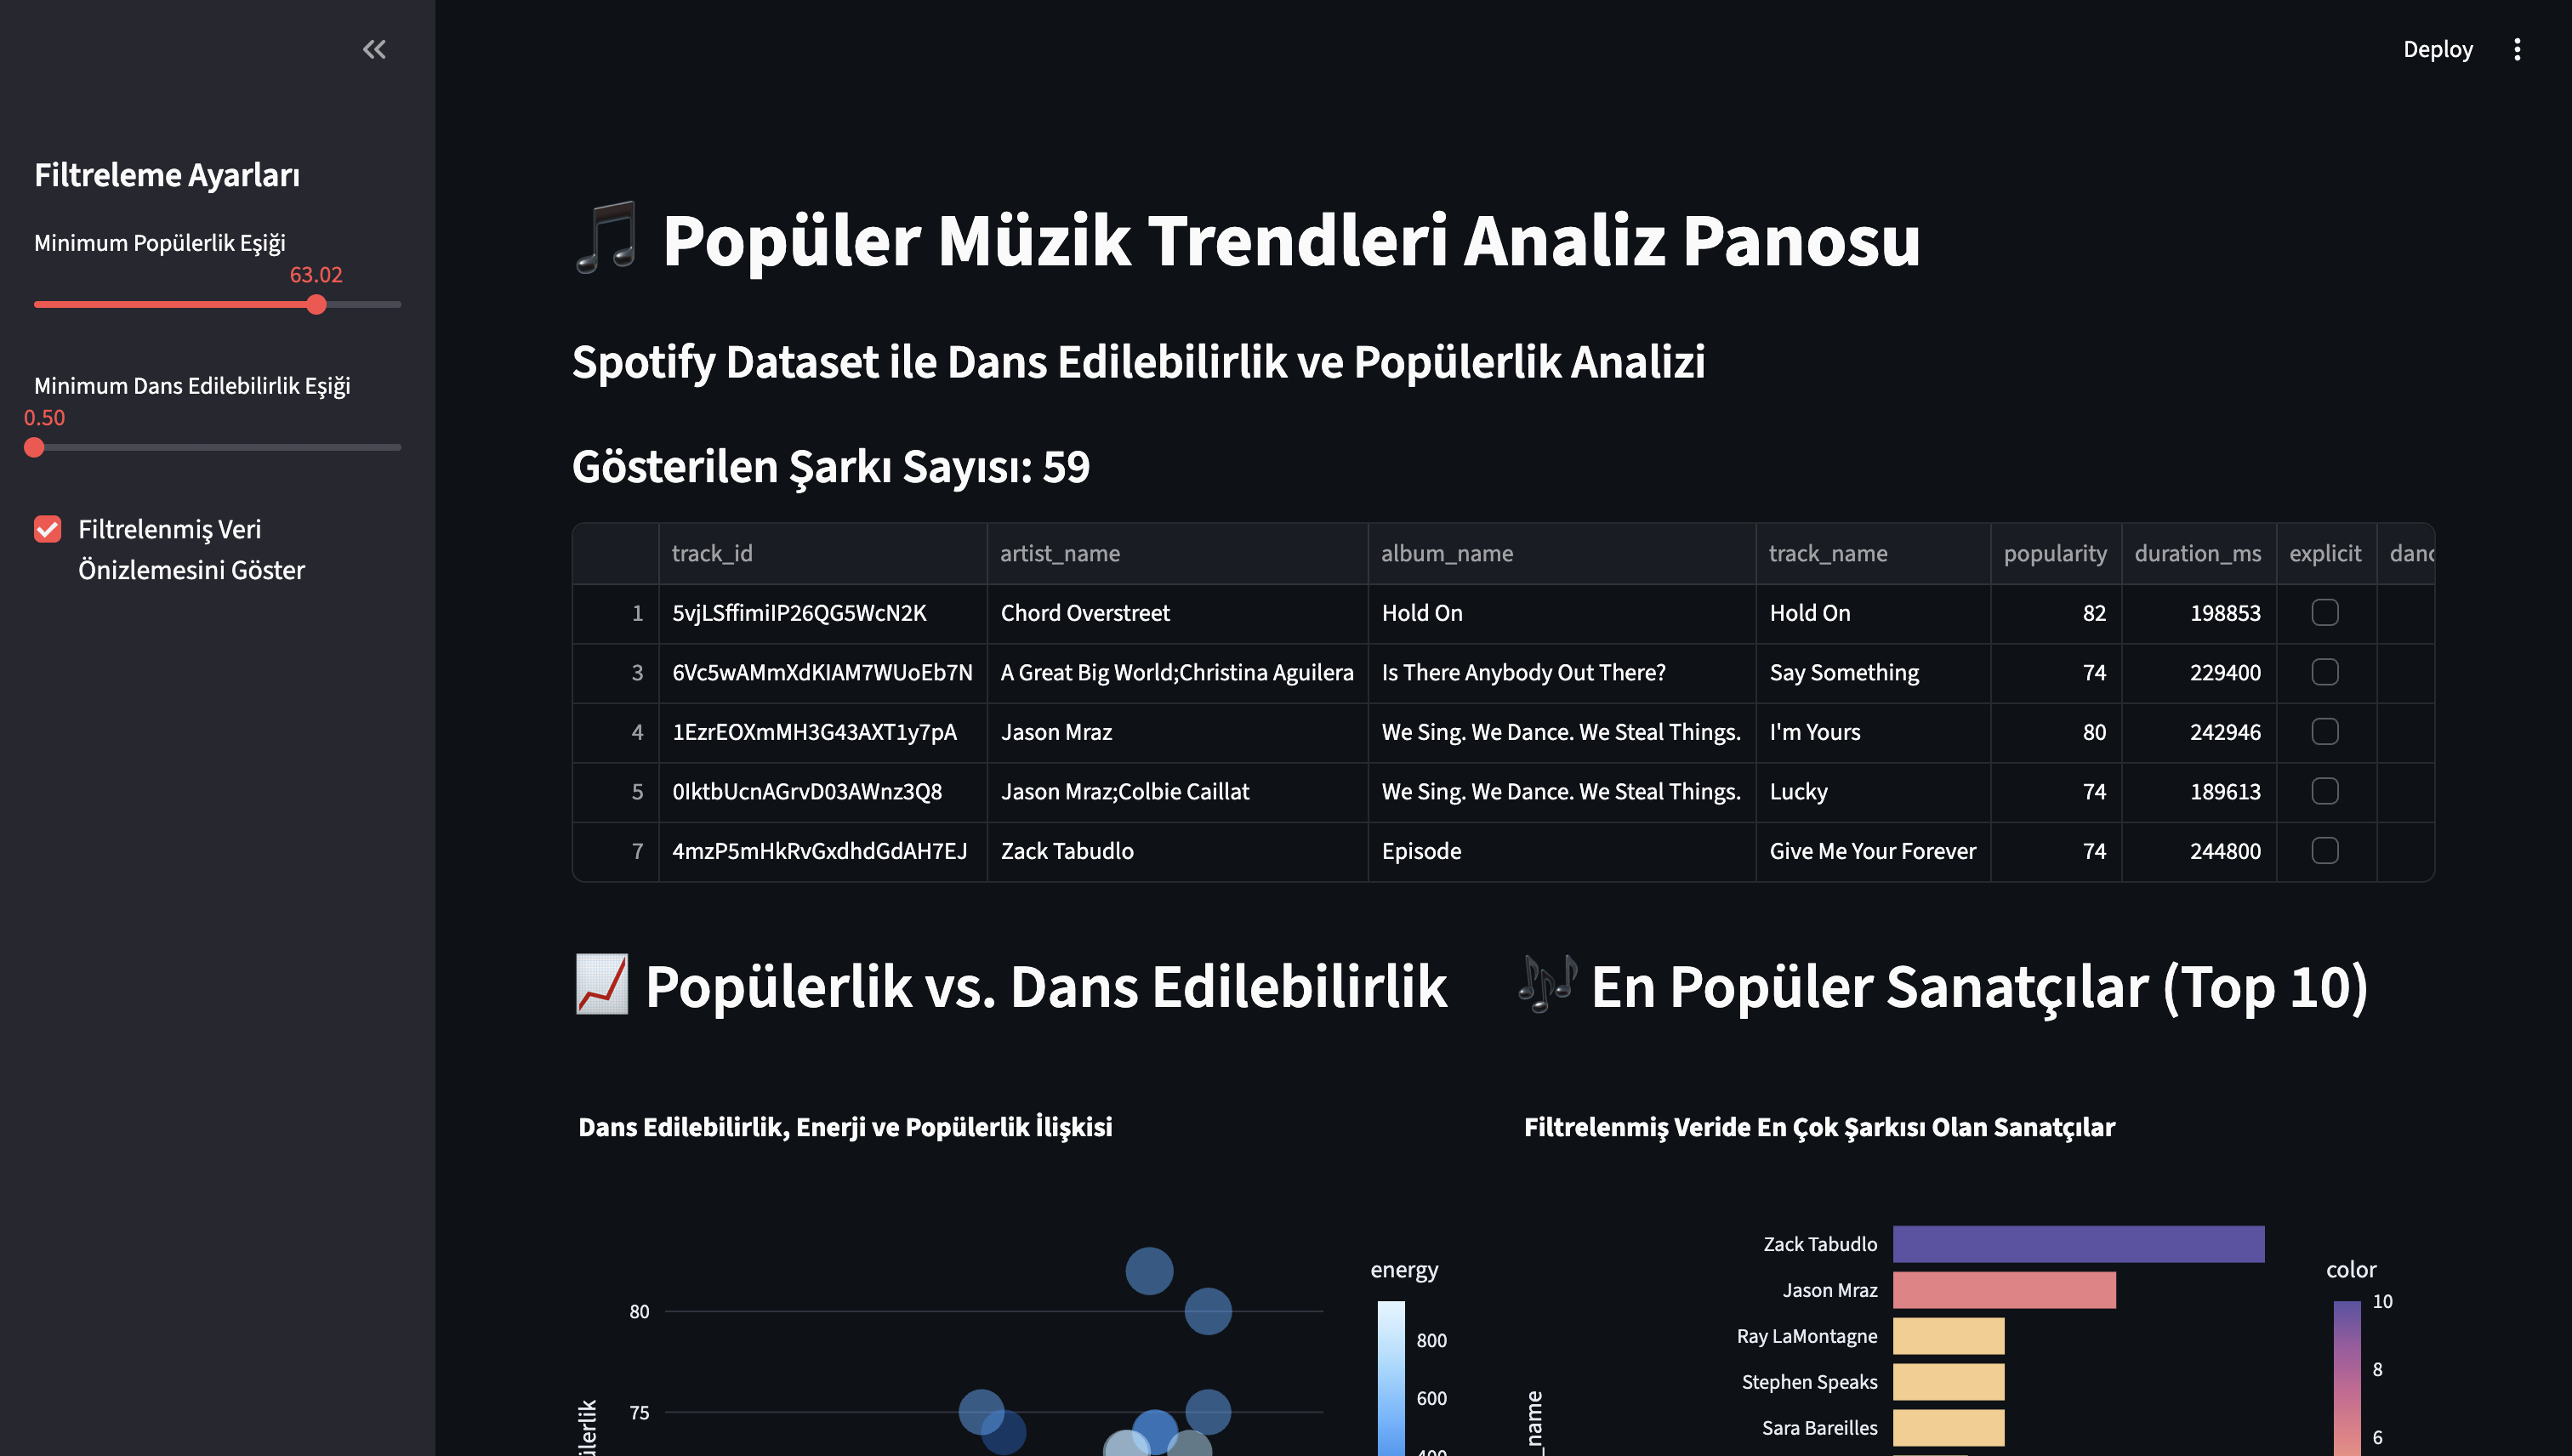 Deploy
Filtreleme Ayarları
Minimum Popülerlik Eşiği
63.02
Minimum Dans Edilebilirlik Eşiği
0.50
Filtrelenmiş Veri
Önizlemesini Göster
Popüler Müzik Trendleri Analiz Panosu
Spotify Dataset ile Dans Edilebilirlik ve Popülerlik Analizi
Gösterilen Şarkı Sayısı: 59
track_id artist_name album_name track_name popularity duration_ms explicit danc
1 5vjLSffimiIP26QG5WcN2K Chord Overstreet Hold On Hold On 82 198853
3 6Vc5wAMmXdKIAM7WUoEb7N A Great Big World;Christina Aguilera Is There Anybody Out There? Say Something 74 229400
4 1EzrEOXmMH3G43AXT1y7pA Jason Mraz We Sing. We Dance. We Steal Things. I'm Yours 80 242946
5 0IktbUcnAGrvD03AWnz3Q8 Jason Mraz;Colbie Caillat We Sing. We Dance. We Steal Things. Lucky 74 189613
7 4mzP5mHkRvGxdhdGdAH7EJ Zack Tabudlo Episode Give Me Your Forever 74 244800
Popülerlik vs. Dans Edilebilirlik
Dans Edilebilirlik, Enerji ve Popülerlik İlişkisi
80
75
ülerlik
energy
800
600
En Popüler Sanatçılar (Top 10)
Filtrelenmiş Veride En Çok Şarkısı Olan Sanatçılar
Zack Tabudlo
Jason Mraz
Ray LaMontagne
Stephen Speaks
Sara Bareilles
_name
color
10
8
6